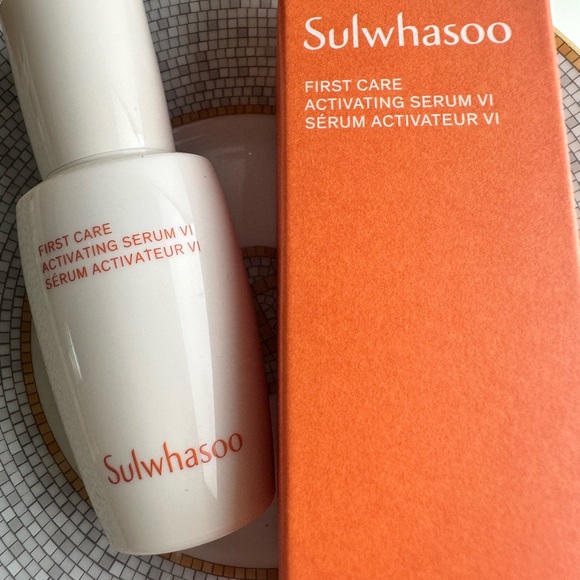 FIRST CARE
ACTIVATING SERUM VI
SÉRUM ACTIVATEUR VI
Sulwhasoo
Sulwhasoo
FIRST CARE
ACTIVATING SERUM VI
SÉRUM ACTIVATEUR VI